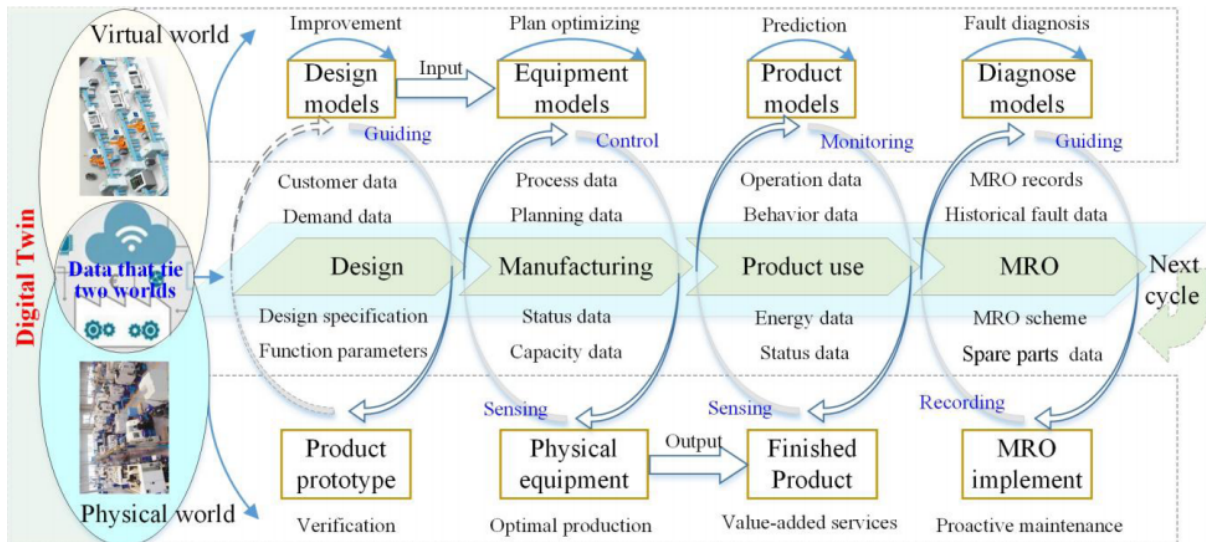 Virtual world
Improvement
Plan optimizing
Prediction
Fault diagnosis
Design
models
Input
Equipment
models
Product
models
Diagnose
models
Guiding
Control
Monitoring
Guiding
Customer data
Process data
Operation data
MRO records
Demand data
Planning data
Behavior data
Historical fault data
Digital Twin
Data that tie
two worlds
Design
Manufacturing
Product use
MRO
Next
cycle
Design specification
Status data
Energy data
MRO scheme
Function parameters
Capacity data
Status data
Spare parts data
Sensing
Sensing
Recording
Product
prototype
Physical
equipment
Output
Finished
Product
MRO
implement
Physical world
Verification
Optimal production
Value-added services
Proactive maintenance